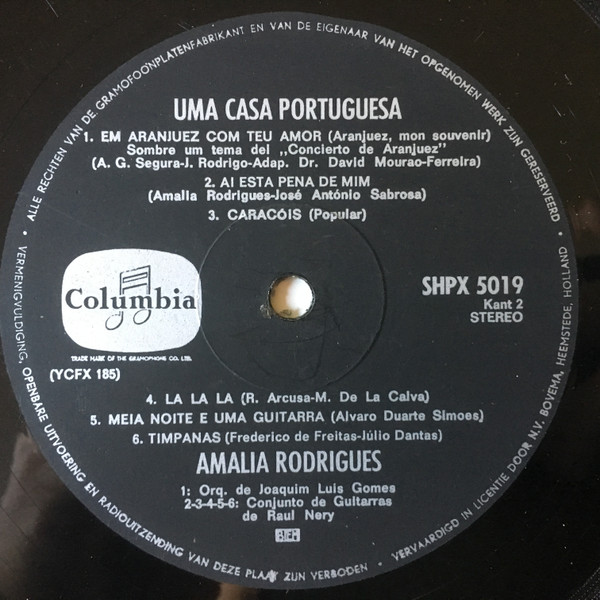 ALLE RECHTEN VAN DE GRAMOFOONPLATENFABRIKANT EN VAN DE EIGENAAR VAN HET OPGENOMEN WERK ZIJN GERESERVEERD •
UMA CASA PORTUGUESA
1. EM ARANJUEZ COM TEU AMOR (Aranjuez, mon souvenir)
Sombre um tema del ,,Concierto de Aranjuez"
(A. G. Segura-J. Rodrigo-Adap. Dr. David Mourao-Ferreira)
2. AI ESTA PENA DE MIM
(Amalia Rodrigues-José António Sabrosa)
3. CARACÓIS (Popular)
Columbia
TRADE MARK OF THE GRAMOPHONE CO. LTD.
(YCFX 185)
SHPX 5019
Kant 2
STEREO
4. LA LA LA (R. Arcusa-M. De La Calva)
5. MEIA NOITE E UMA GUITARRA (Alvaro Duarte Simoes)
6. TIMPANAS (Frederico de Freitas-Júlio Dantas)
AMALIA RODRIGUES
1: Orq. de Joaquim Luis Gomes
2-3-4-5-6: Conjunto de Guitarras
de Raul Nery
• VERMENIGVULDIGING, OPENBARE UITVOERING EN RADIOUITZENDING VAN DEZE PLAAT ZIJN VERBODEN •
VERVAARDIGD IN LICENTIE DOOR N.V. BOVEMA, HEEMSTEDE, HOLLAND